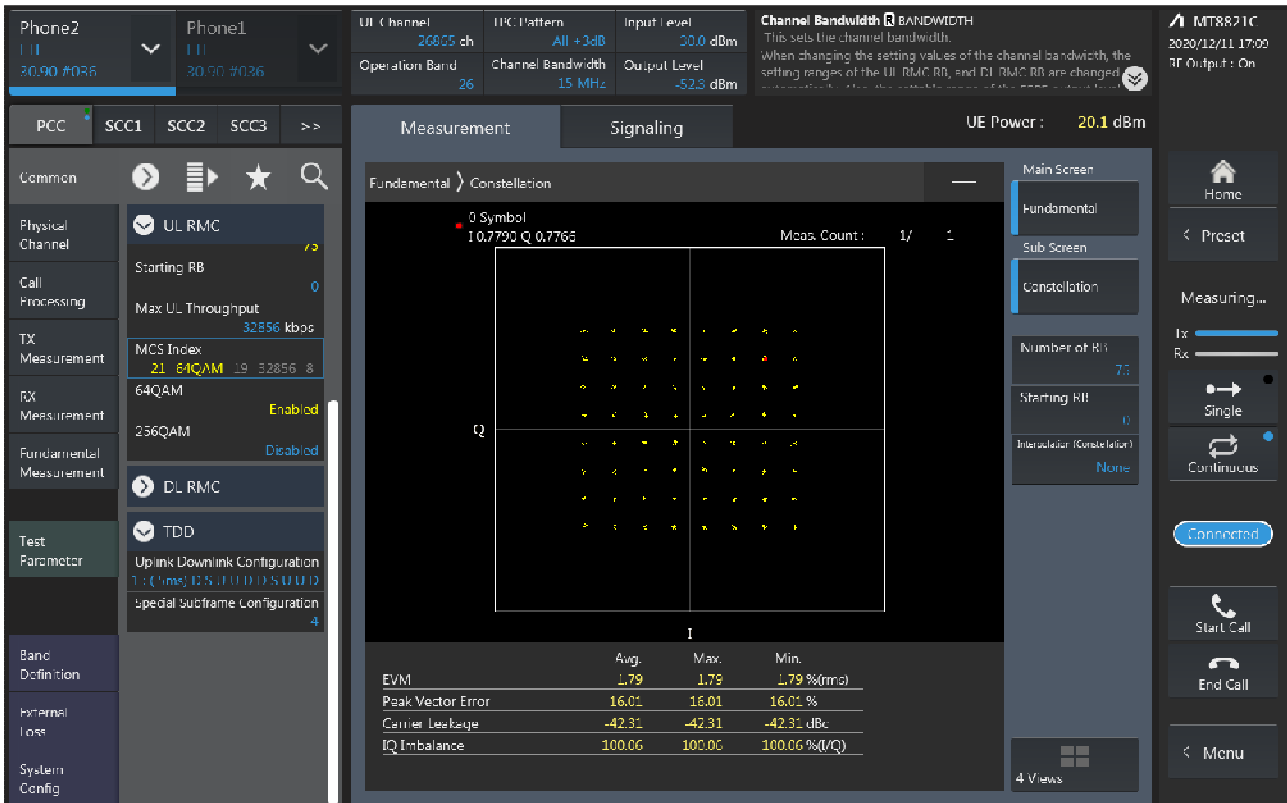 Phone2
LTE
30.90 #036
Phone1
LTE
30.90 #036
UE Channel
26865 ch
TPC Pattern
All +3dB
Input Level
30.0 dBm
Operation Band
26
Channel Bandwidth
15 MHz
Output Level
-52.3 dBm
Channel Bandwidth R BANDWIDTH
This sets the channel bandwidth.
When changing the setting values of the channel bandwidth, the
setting ranges of the UL RMC RB, and DL RMC RB are changed
MT8821C
2020/12/11 17:09
RF Output : On
PCC
SCC1
SCC2
SCC3
>>
Measurement
Signaling
UE Power : 20.1 dBm
Common
Physical
Channel
Call
Processing
TX
Measurement
RX
Measurement
Fundamental
Measurement
Test
Parameter
Band
Definition
External
Loss
System
Config
UL RMC
75
Starting RB
0
Max UL Throughput
32856 kbps
MCS Index
21 64QAM 19 32856 8
64QAM
Enabled
256QAM
Disabled
DL RMC
TDD
Uplink Downlink Configuration
1 : ( 5ms) D S U U D D S U U D
Special Subframe Configuration
4
Fundamental 〉 Constellation
0 Symbol
I 0.7790 Q 0.7766
Meas. Count : 1/ 1
Q
I
Avg. Max. Min.
EVM 1.79 1.79 1.79 %(rms)
Peak Vector Error 16.01 16.01 16.01 %
Carrier Leakage -42.31 -42.31 -42.31 dBc
IQ Imbalance 100.06 100.06 100.06 %(I/Q)
Main Screen
Fundamental
Sub Screen
Constellation
Number of RB
75
Starting RB
0
Interpolation (Constellation)
None
4 Views
Home
< Preset
Measuring...
Tx
Rx
Single
Continuous
Connected
Start Call
End Call
< Menu